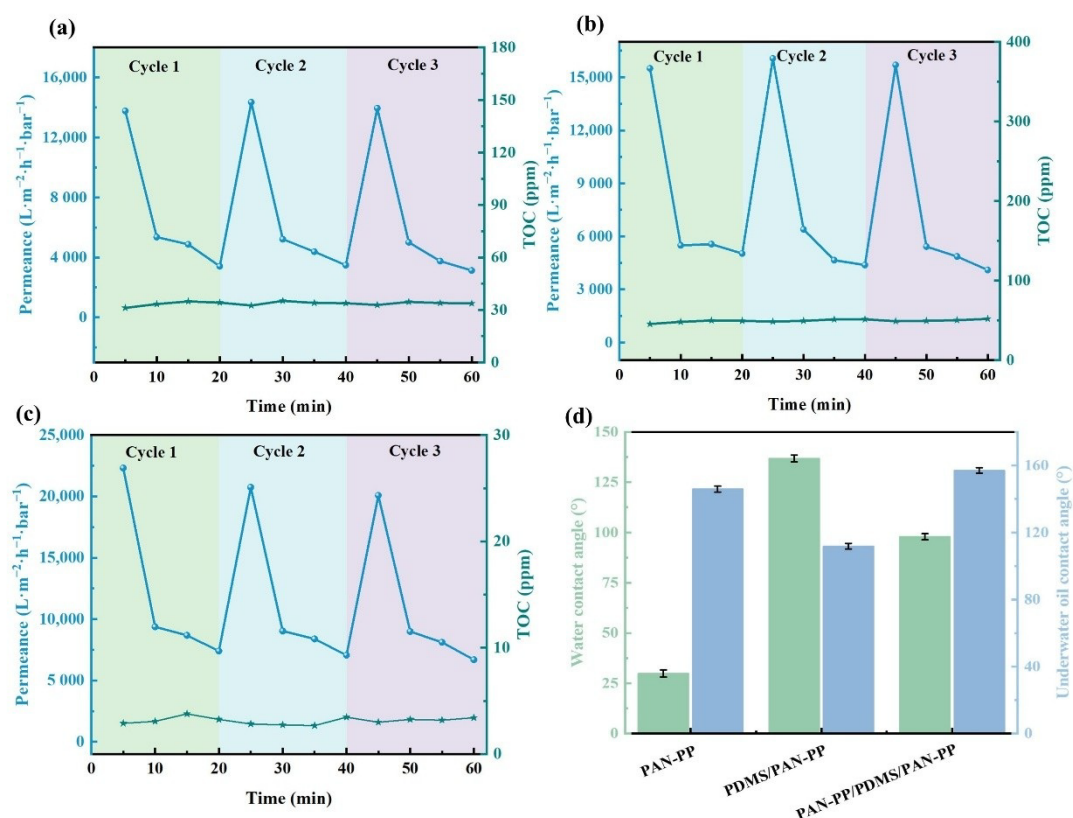 (a)
Cycle 1 Cycle 2 Cycle 3
16,000
12,000
8 000
4 000
0
Permeance (L·m⁻²·h⁻¹·bar⁻¹)
180
150
120
90
60
30
0
TOC (ppm)
0 10 20 30 40 50 60
Time (min)
(b)
Cycle 1 Cycle 2 Cycle 3
15,000
12,000
9 000
6 000
3 000
0
Permeance (L·m⁻²·h⁻¹·bar⁻¹)
400
300
200
100
0
TOC (ppm)
0 10 20 30 40 50 60
Time (min)
(c)
Cycle 1 Cycle 2 Cycle 3
25,000
20,000
15,000
10,000
5 000
0
Permeance (L·m⁻²·h⁻¹·bar⁻¹)
30
20
10
0
TOC (ppm)
0 10 20 30 40 50 60
Time (min)
(d)
150
125
100
75
50
25
0
Water contact angle (°)
160
120
80
40
0
Underwater oil contact angle (°)
PAN-PP
PDMS/PAN-PP
PAN-PP/PDMS/PAN-PP